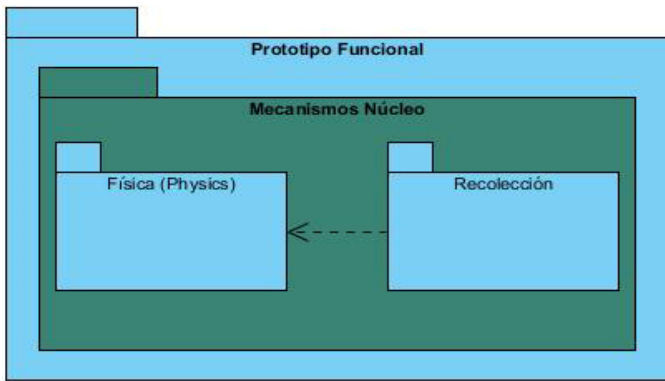 Prototipo Funcional
Mecanismos Núcleo
Física (Physics)
Recolección